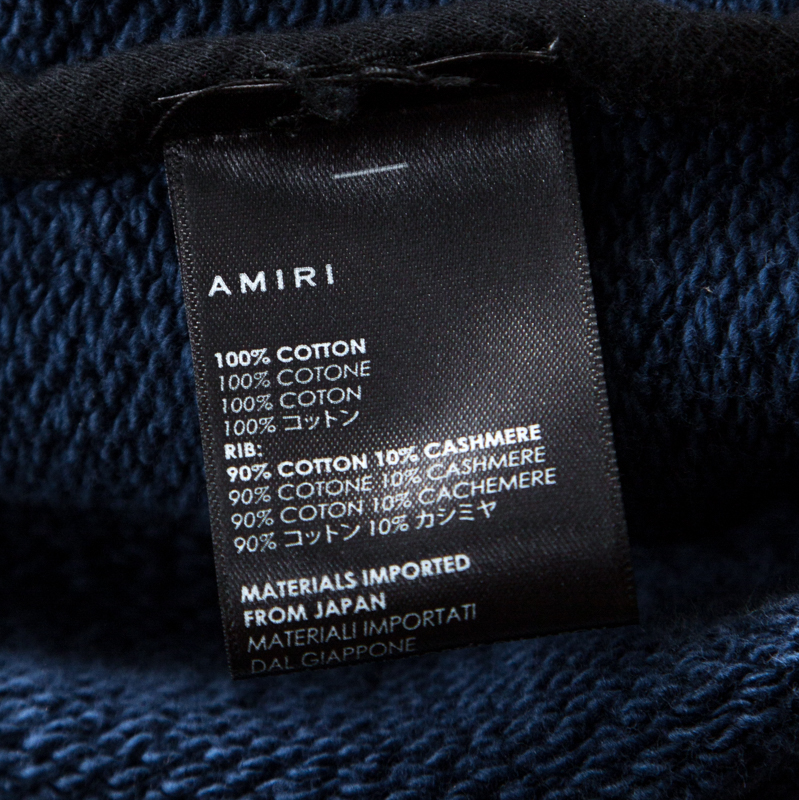 AMIRI
100% COTTON
100% COTONE
100% COTON
100% コットン
RIB:
90% COTTON 10% CASHMERE
90% COTONE 10% CASHMERE
90% COTON 10% CACHEMERE
90% コットン 10% カシミヤ
MATERIALS IMPORTED
FROM JAPAN
MATERIALI IMPORTATI
DAL GIAPPONE